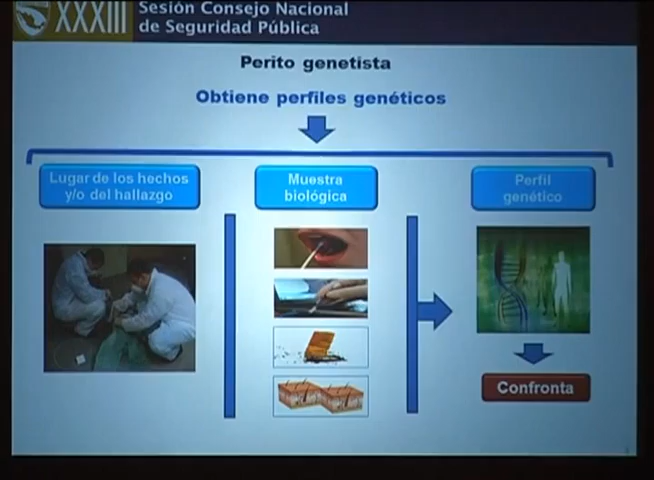 XXXIII
Sesión Consejo Nacional
de Seguridad Pública
Perito genetista
Obtiene perfiles genéticos
Lugar de los hechos
y/o del hallazgo
Muestra
biológica
Perfil
genético
Confronta